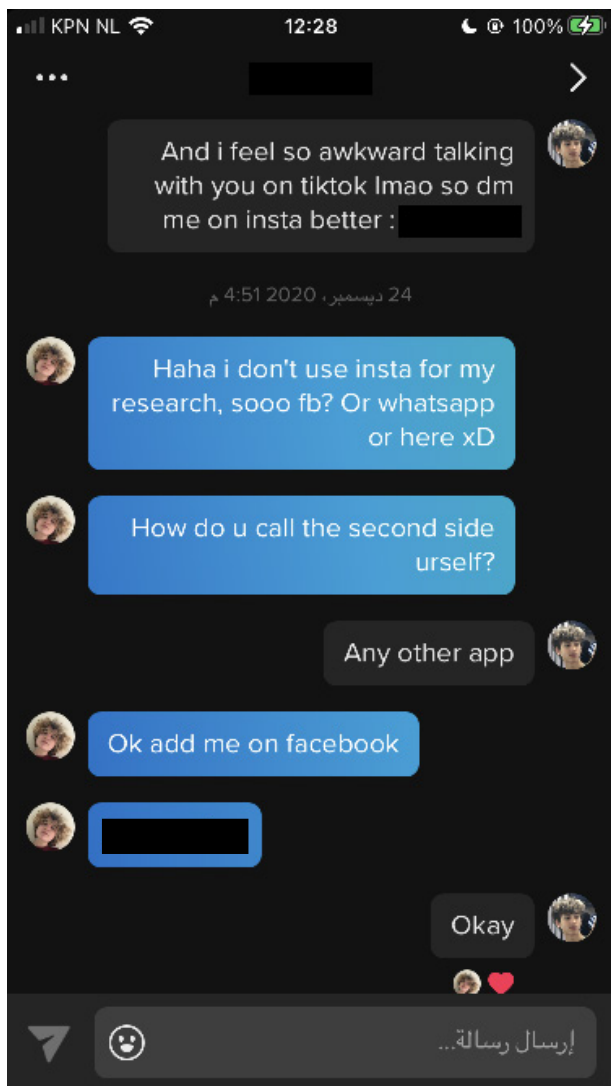 KPN NL 12:28 100%
And i feel so awkward talking
with you on tiktok lmao so dm
me on insta better :
24 ديسمبر، 2020 4:51 م
Haha i don't use insta for my
research, sooo fb? Or whatsapp
or here xD
How do u call the second side
urself?
Any other app
Ok add me on facebook
Okay
إرسال رسالة...